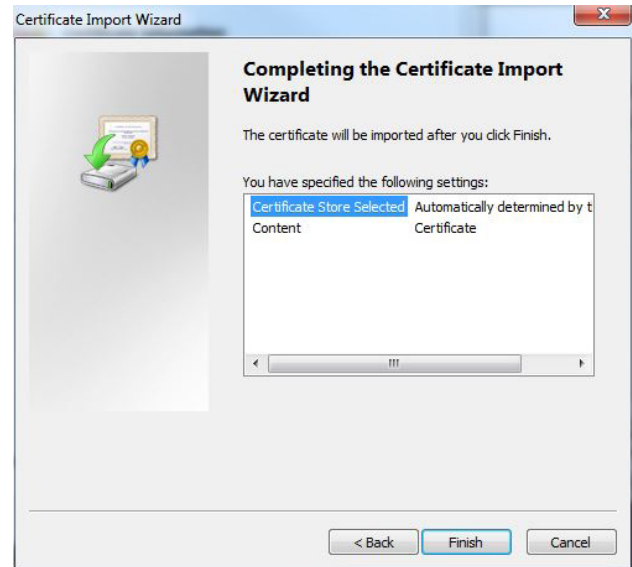 Certificate Import Wizard
Completing the Certificate Import
Wizard
The certificate will be imported after you click Finish.
You have specified the following settings:
Certificate Store Selected Automatically determined by t
Content Certificate
< Back Finish Cancel